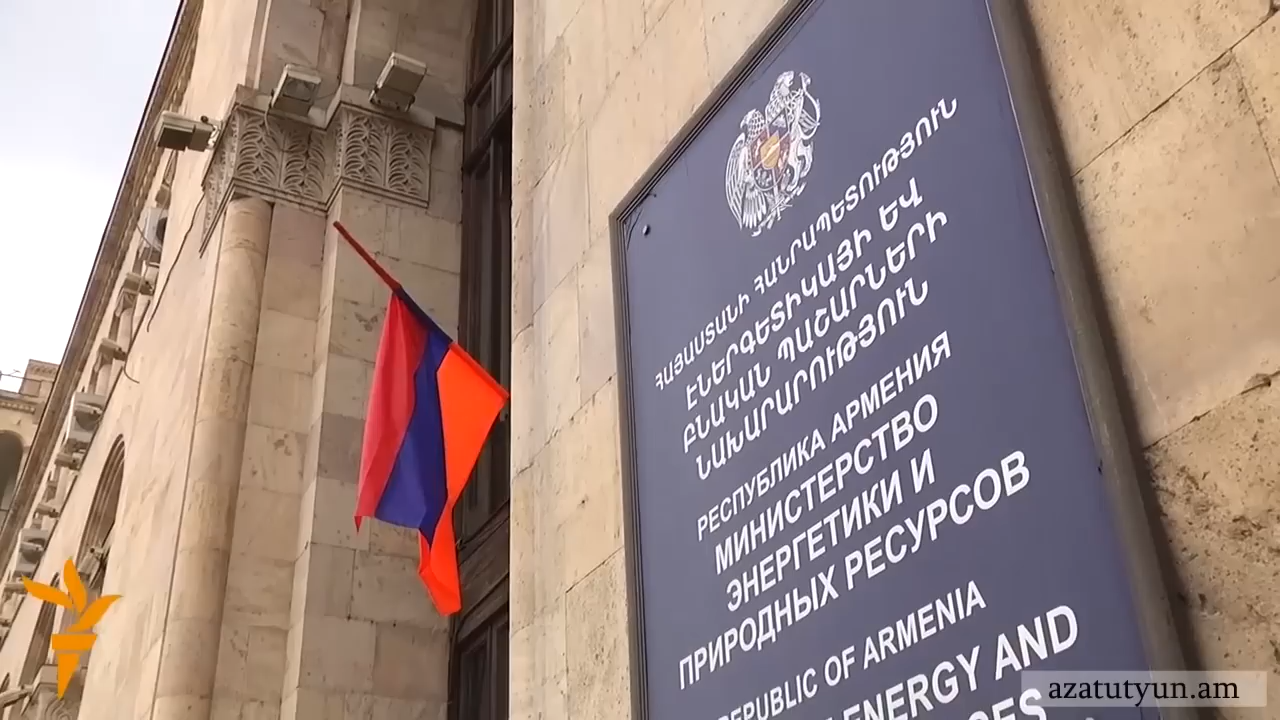 ՀԱՅԱՍՏԱՆԻ ՀԱՆՐԱՊԵՏՈՒԹՅՈՒՆ
ԷՆԵՐԳԵՏԻԿԱՅԻ ԵՎ
ԲՆԱԿԱՆ ՊԱՇԱՐՆԵՐԻ
ՆԱԽԱՐԱՐՈՒԹՅՈՒՆ
РЕСПУБЛИКА АРМЕНИЯ
МИНИСТЕРСТВО
ЭНЕРГЕТИКИ И
ПРИРОДНЫХ РЕСУРСОВ
REPUBLIC OF ARMENIA
ENERGY AND
azatutyun.am